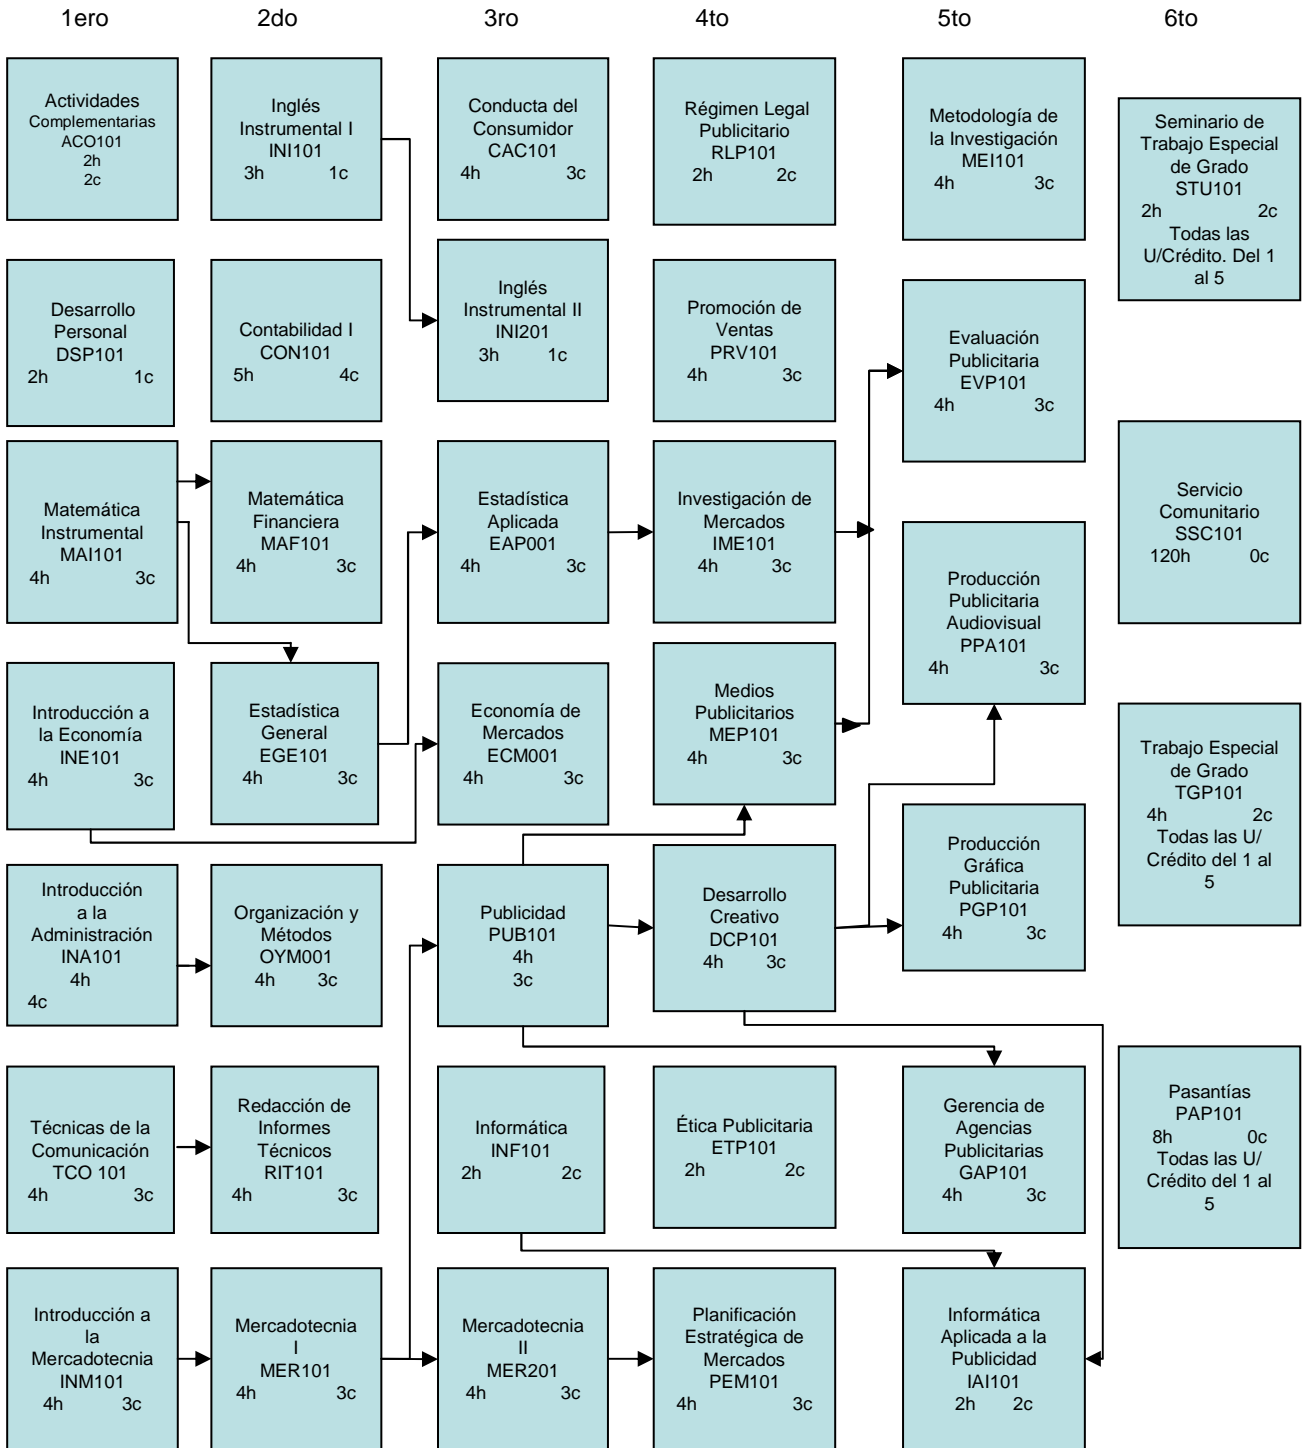 1ero
2do
3ro
4to
5to
6to
Actividades
Complementarias
ACO101
2h
2c
Desarrollo
Personal
DSP101
2h 1c
Matemática
Instrumental
MAI101
4h 3c
Introducción a
la Economía
INE101
4h 3c
Introducción
a la
Administración
INA101
4h
4c
Técnicas de la
Comunicación
TCO 101
4h 3c
Introducción a
la
Mercadotecnia
INM101
4h 3c
Inglés
Instrumental I
INI101
3h 1c
Contabilidad I
CON101
5h 4c
Matemática
Financiera
MAF101
4h 3c
Estadística
General
EGE101
4h 3c
Organización y
Métodos
OYM001
4h 3c
Redacción de
Informes
Técnicos
RIT101
4h 3c
Mercadotecnia
I
MER101
4h 3c
Conducta del
Consumidor
CAC101
4h 3c
Inglés
Instrumental II
INI201
3h 1c
Estadística
Aplicada
EAP001
4h 3c
Economía de
Mercados
ECM001
4h 3c
Publicidad
PUB101
4h
3c
Informática
INF101
2h 2c
Mercadotecnia
II
MER201
4h 3c
Régimen Legal
Publicitario
RLP101
2h 2c
Promoción de
Ventas
PRV101
4h 3c
Investigación de
Mercados
IME101
4h 3c
Medios
Publicitarios
MEP101
4h 3c
Desarrollo
Creativo
DCP101
4h 3c
Ética Publicitaria
ETP101
2h 2c
Planificación
Estratégica de
Mercados
PEM101
4h 3c
Metodología de
la Investigación
MEI101
4h 3c
Evaluación
Publicitaria
EVP101
4h 3c
Producción
Publicitaria
Audiovisual
PPA101
4h 3c
Producción
Gráfica
Publicitaria
PGP101
4h 3c
Gerencia de
Agencias
Publicitarias
GAP101
4h 3c
Informática
Aplicada a la
Publicidad
IAI101
2h 2c
Seminario de
Trabajo Especial
de Grado
STU101
2h 2c
Todas las
U/Crédito. Del 1
al 5
Servicio
Comunitario
SSC101
120h 0c
Trabajo Especial
de Grado
TGP101
4h 2c
Todas las U/
Crédito del 1 al
5
Pasantías
PAP101
8h 0c
Todas las U/
Crédito del 1 al
5